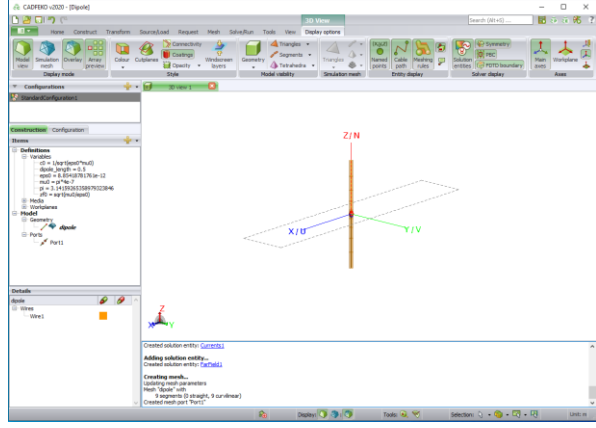 CADFEKO v2020 - [Dipole]
3D View
Search (Alt+S) ...
Home Construct Transform Source/Load Request Mesh Solve/Run Tools View Display options
Model view
Simulation mesh
Overlay
Array preview
Colour
Cutplanes
Connectivity
Coatings
Opacity
Windscreen layers
Geometry
Triangles
Segments
Tetrahedra
Triangles
Named points
Cable path
Meshing rules
Solution entities
Symmetry
PBC
FDTD boundary
Main axes
Workplane
Display mode Style Model visibility Simulation mesh Entity display Solver display Axes
Configurations
StandardConfiguration1
3D view 1
Construction Configuration
Items
Definitions
Variables
c0 = 1/sqrt(eps0*mu0)
dipole_length = 0.5
eps0 = 8.85418781761e-12
mu0 = pi*4e-7
pi = 3.14159265358979323846
zf0 = sqrt(mu0/eps0)
Media
Workplanes
Model
Geometry
dipole
Ports
Port1
Z/N
X/U
Y/V
Details
dipole
Wires
Wire1
Z
X
Y
Created solution entity: Currents1
Adding solution entity...
Created solution entity: FarField1
Creating mesh...
Updating mesh parameters
Mesh "dipole" with
9 segments (0 straight, 9 curvilinear)
Created mesh port "Port1"
Display:
Tools:
Selection:
Unit: m